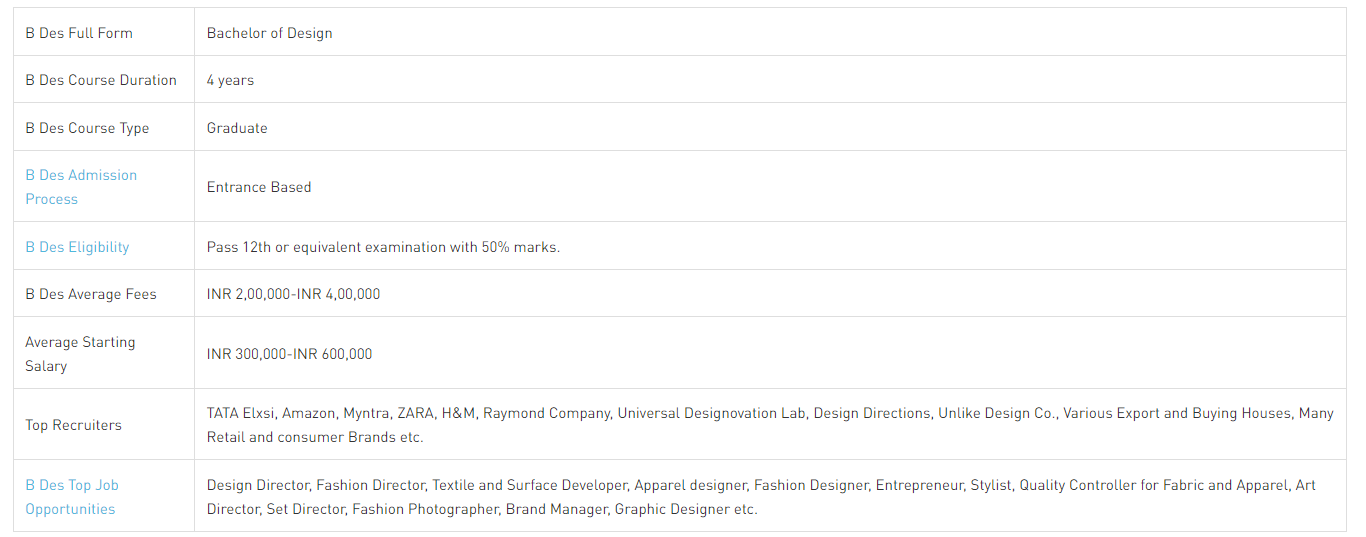 B Des Full Form
Bachelor of Design
B Des Course Duration
4 years
B Des Course Type
Graduate
B Des Admission
Process
Entrance Based
B Des Eligibility
Pass 12th or equivalent examination with 50% marks.
B Des Average Fees
INR 2,00,000-INR 4,00,000
Average Starting
Salary
INR 300,000-INR 600,000
Top Recruiters
TATA Elxsi, Amazon, Myntra, ZARA, H&M, Raymond Company, Universal Designovation Lab, Design Directions, Unlike Design Co., Various Export and Buying Houses, Many
Retail and consumer Brands etc.
B Des Top Job
Opportunities
Design Director, Fashion Director, Textile and Surface Developer, Apparel designer, Fashion Designer, Entrepreneur, Stylist, Quality Controller for Fabric and Apparel, Art
Director, Set Director, Fashion Photographer, Brand Manager, Graphic Designer etc.